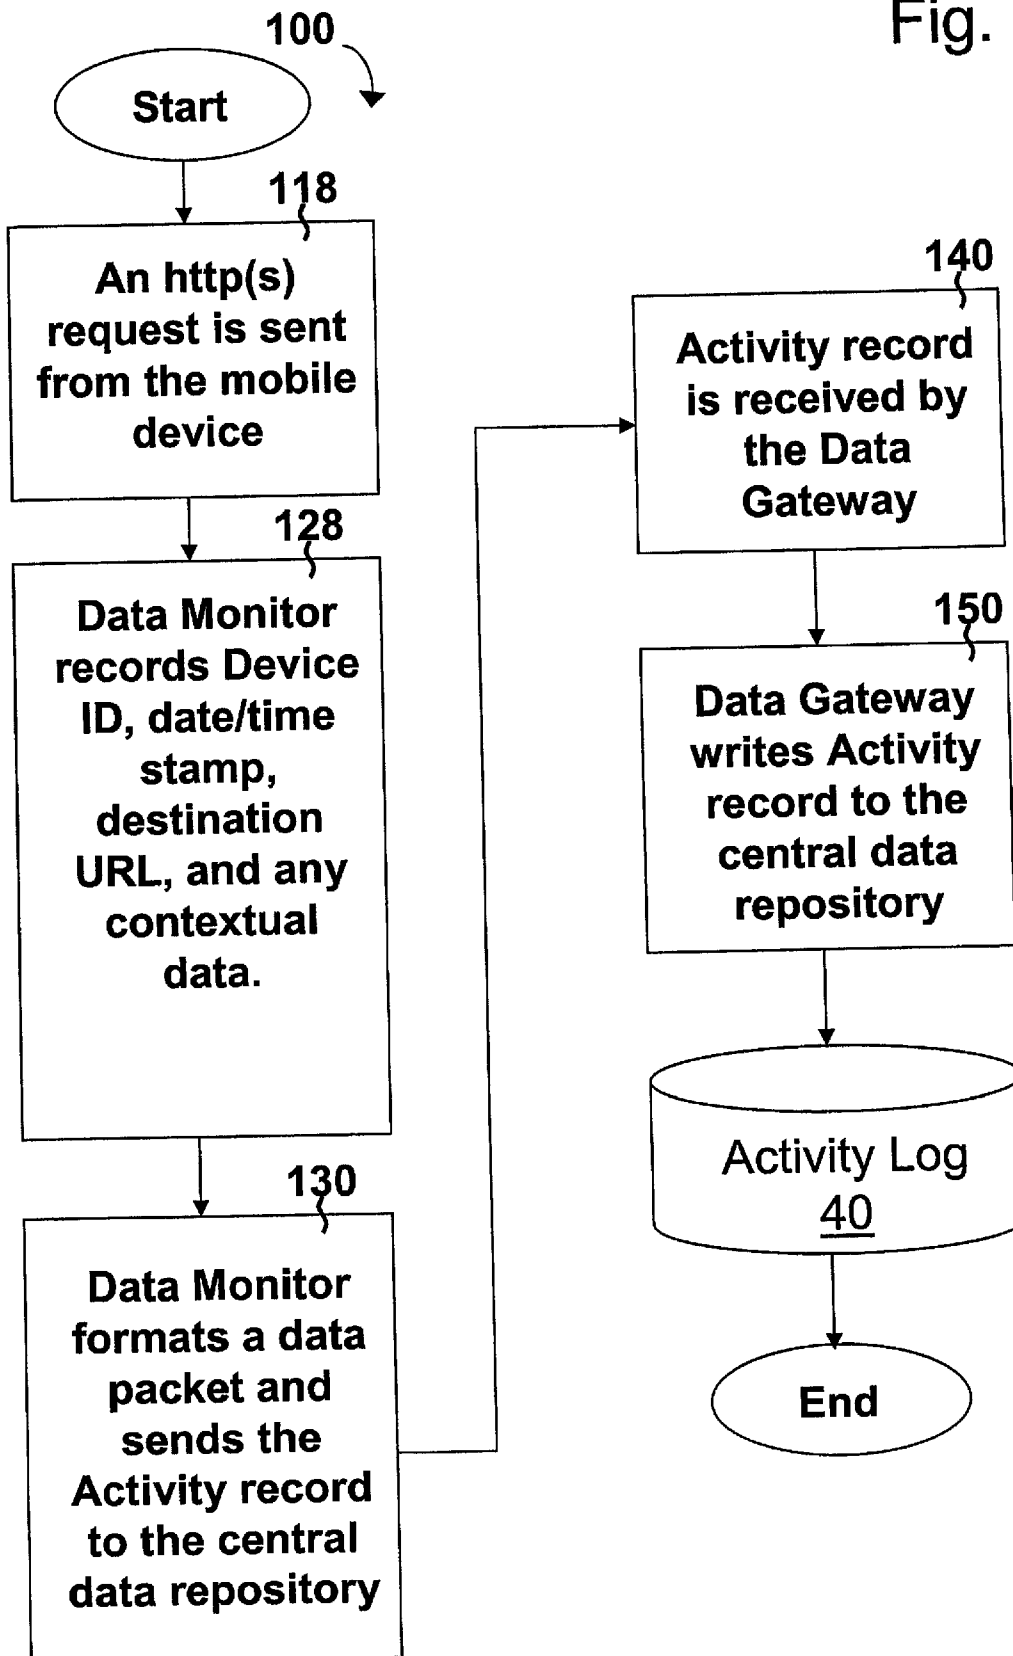 Fig.
100
Start
118
An http(s)
request is sent
from the mobile
device
128
Data Monitor
records Device
ID, date/time
stamp,
destination
URL, and any
contextual
data.
130
Data Monitor
formats a data
packet and
sends the
Activity record
to the central
data repository
140
Activity record
is received by
the Data
Gateway
150
Data Gateway
writes Activity
record to the
central data
repository
Activity Log
40
End